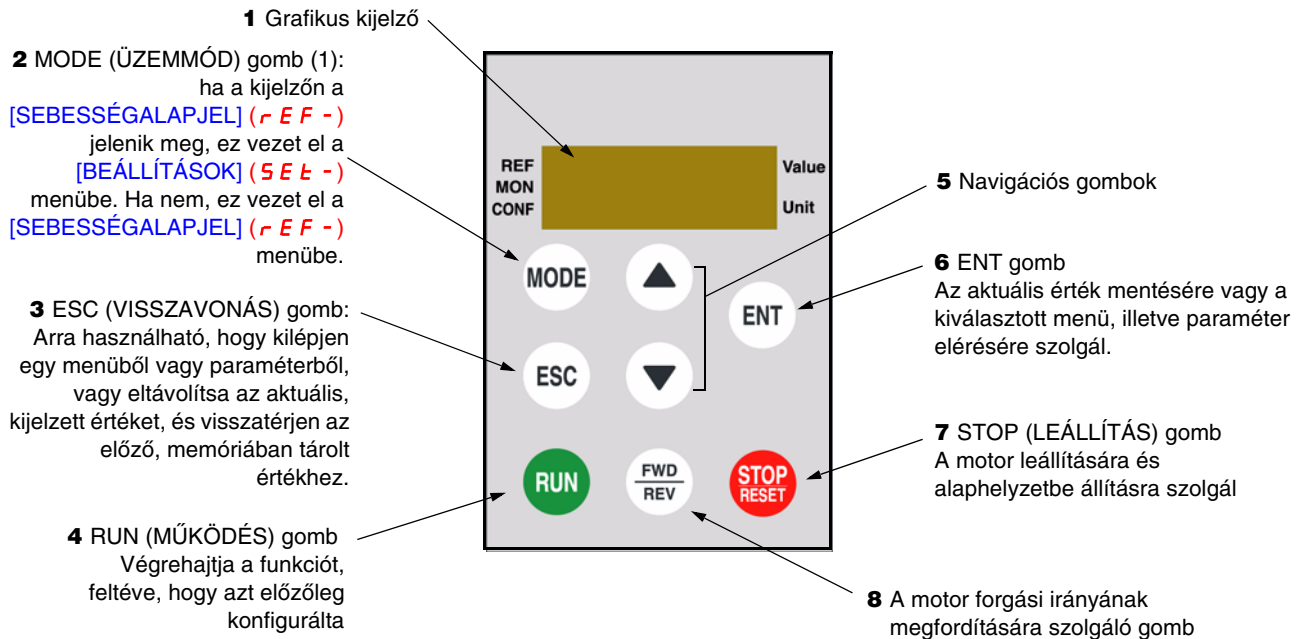 1 Grafikus kijelző
2 MODE (ÜZEMMÓD) gomb (1):
ha a kijelzőn a
[SEBESSÉGALAPJEL] (rEF-)
jelenik meg, ez vezet el a
[BEÁLLÍTÁSOK] (SEt-)
menübe. Ha nem, ez vezet el a
[SEBESSÉGALAPJEL] (rEF-)
menübe.
3 ESC (VISSZAVONÁS) gomb:
Arra használható, hogy kilépjen
egy menüből vagy paraméterből,
vagy eltávolítsa az aktuális,
kijelzett értéket, és visszatérjen az
előző, memóriában tárolt
értékhez.
4 RUN (MŰKÖDÉS) gomb
Végrehajtja a funkciót,
feltéve, hogy azt előzőleg
konfigurálta
REF
MON
CONF
Value
Unit
MODE
ENT
ESC
RUN
FWD
REV
STOP
RESET
5 Navigációs gombok
6 ENT gomb
Az aktuális érték mentésére vagy a
kiválasztott menü, illetve paraméter
elérésére szolgál.
7 STOP (LEÁLLÍTÁS) gomb
A motor leállítására és
alaphelyzetbe állításra szolgál
8 A motor forgási irányának
megfordítására szolgáló gomb